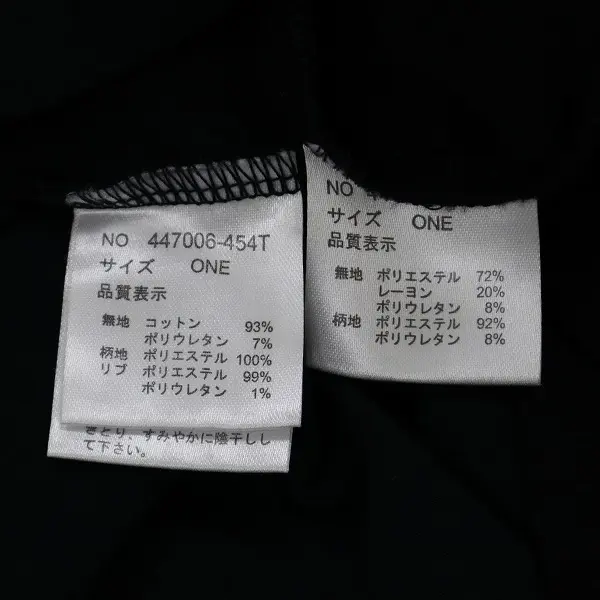 NO 447006-454T
サイズ ONE
品質表示
無地 コットン 93%
ポリウレタン 7%
柄地 ポリエステル 100%
リブ ポリエステル 99%
ポリウレタン 1%
すみやかに陰干しし
て下さい。
NO
サイズ ONE
品質表示
無地 ポリエステル 72%
レーヨン 20%
ポリウレタン 8%
柄地 ポリエステル 92%
ポリウレタン 8%